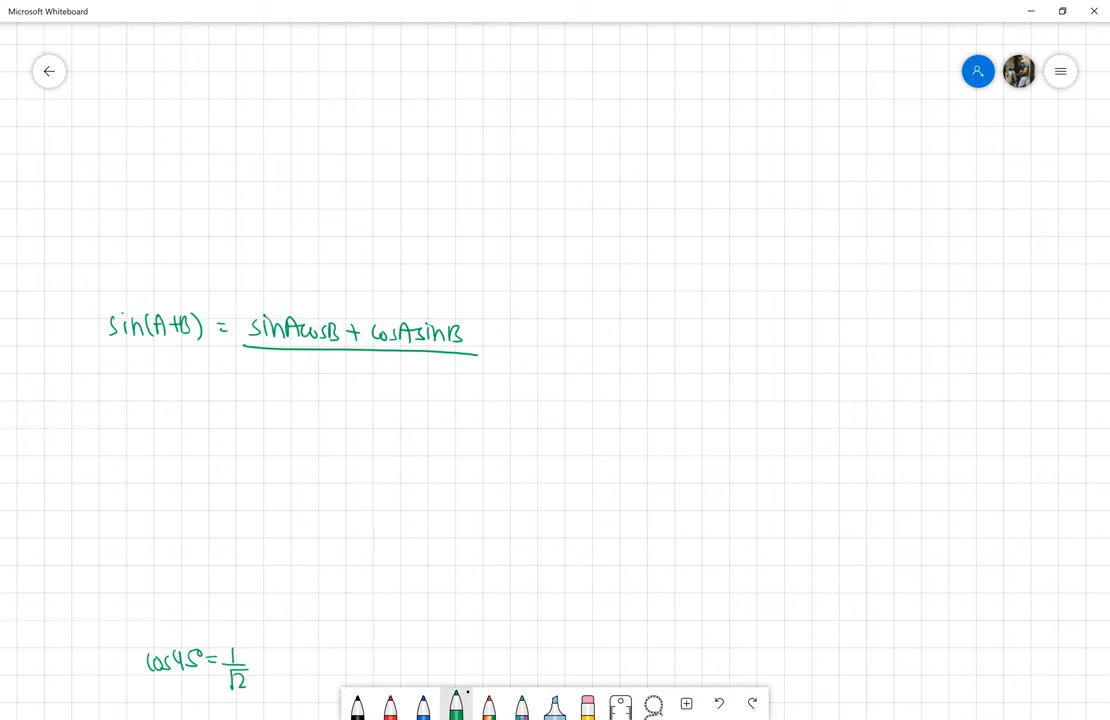 Microsoft Whiteboard
sin(A+B) = sinAcosB + cosAsinB
cos45° = 1/√2